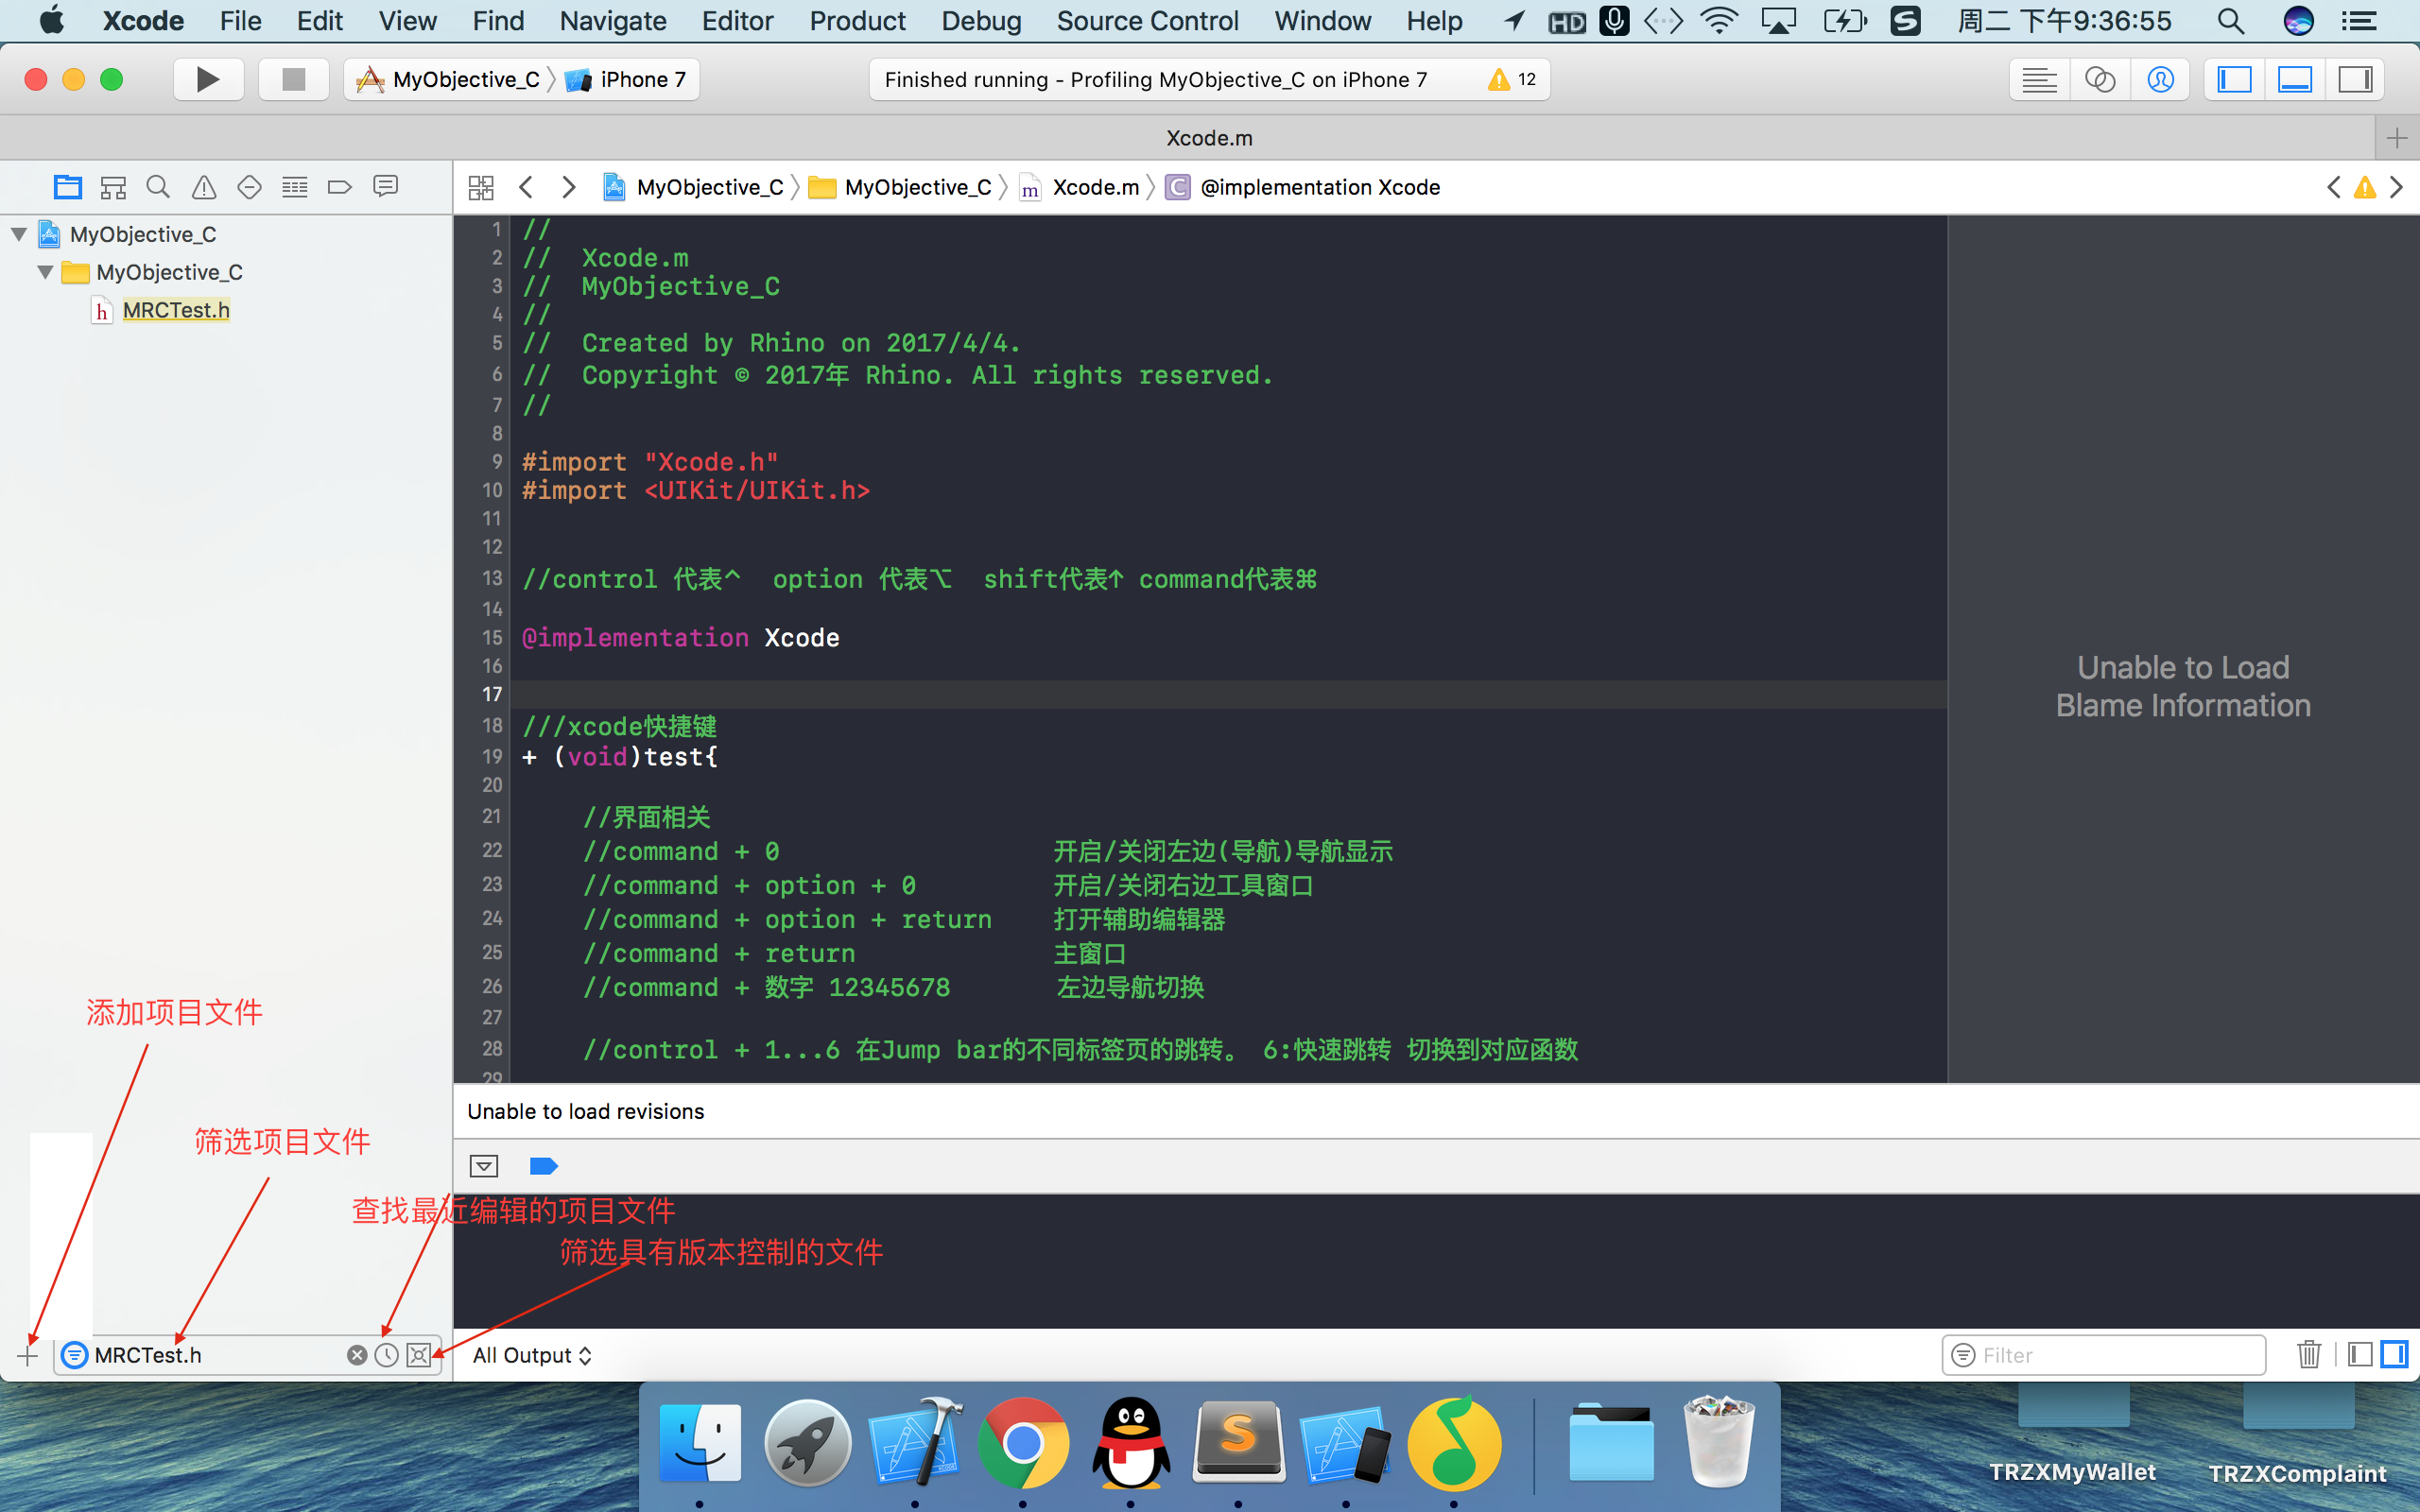 Xcode File Edit View Find Navigate Editor Product Debug Source Control Window Help HD 周二 下午9:36:55
MyObjective_C iPhone 7 Finished running - Profiling MyObjective_C on iPhone 7 12
Xcode.m
MyObjective_C MyObjective_C Xcode.m @implementation Xcode
MyObjective_C
MyObjective_C
MRCTest.h
1 //
2 // Xcode.m
3 // MyObjective_C
4 //
5 // Created by Rhino on 2017/4/4.
6 // Copyright © 2017年 Rhino. All rights reserved.
7 //
8
9 #import "Xcode.h"
10 #import <UIKit/UIKit.h>
11
12
13 //control 代表^ option 代表⌥ shift代表↑ command代表⌘
14
15 @implementation Xcode
16
17
18 ///xcode快捷键
19 + (void)test{
20
21 //界面相关
22 //command + 0 开启/关闭左边(导航)导航显示
23 //command + option + 0 开启/关闭右边工具窗口
24 //command + option + return 打开辅助编辑器
25 //command + return 主窗口
26 //command + 数字 12345678 左边导航切换
27
28 //control + 1...6 在Jump bar的不同标签页的跳转。 6:快速跳转 切换到对应函数
29
Unable to Load
Blame Information
添加项目文件
筛选项目文件
查找最近编辑的项目文件
筛选具有版本控制的文件
Unable to load revisions
MRCTest.h
All Output
Filter
TRZXMyWallet
TRZXComplaint